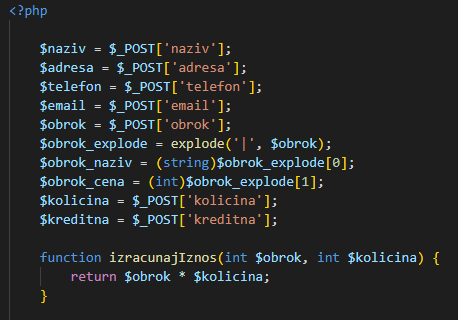 <?php
$naziv = $_POST['naziv'];
$adresa = $_POST['adresa'];
$telefon = $_POST['telefon'];
$email = $_POST['email'];
$obrok = $_POST['obrok'];
$obrok_explode = explode('|', $obrok);
$obrok_naziv = (string)$obrok_explode[0];
$obrok_cena = (int)$obrok_explode[1];
$kolicina = $_POST['kolicina'];
$kreditna = $_POST['kreditna'];
function izracunajIznos(int $obrok, int $kolicina) {
return $obrok * $kolicina;
}